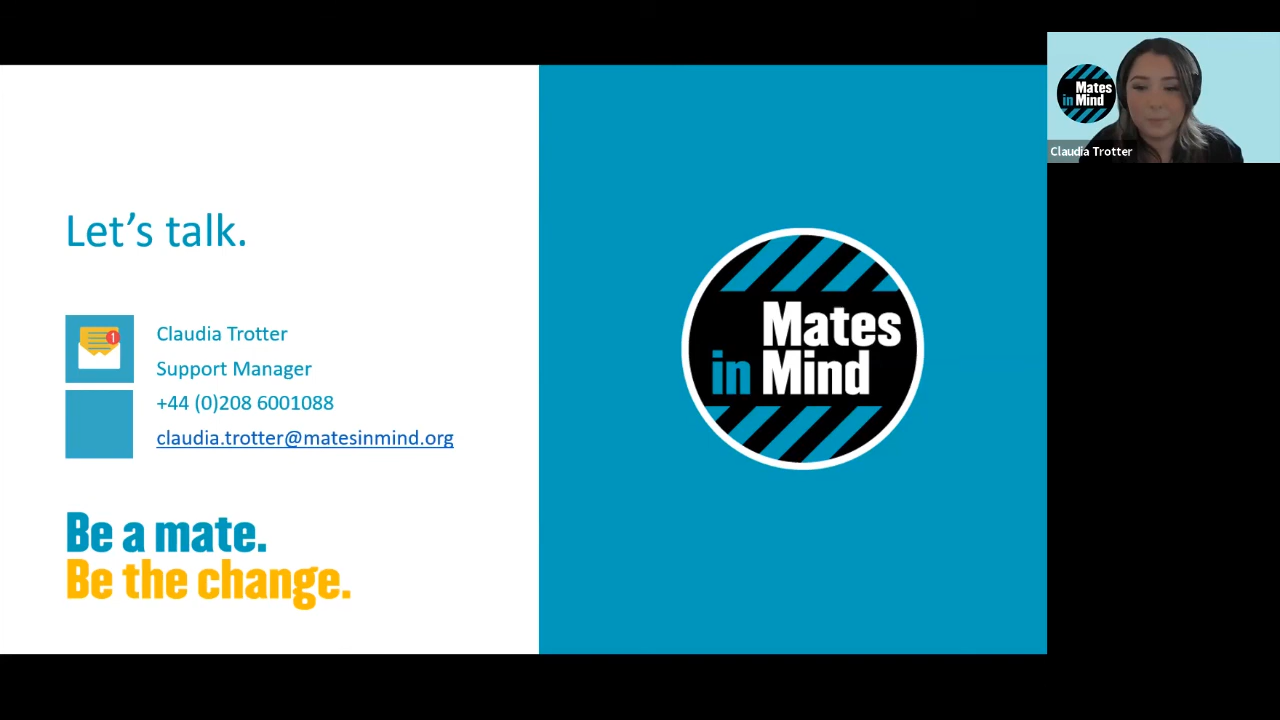 Let's talk.
Claudia Trotter
Support Manager
+44 (0)208 6001088
claudia.trotter@matesinmind.org
Be a mate.
Be the change.
1
Mates
in Mind
Mates
in Mind
Claudia Trotter